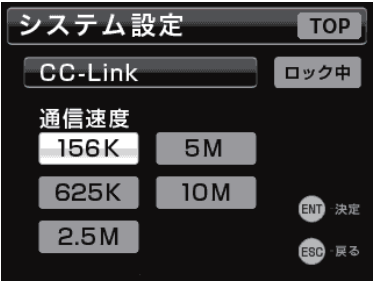 システム設定 TOP
CC-Link ロック中
通信速度
156K 5M
625K 10M
ENT 決定
2.5M
ESC 戻る